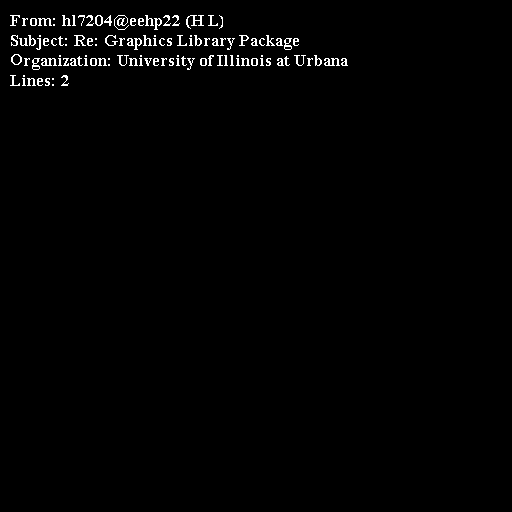 From: hl7204@eehp22 (H L)
Subject: Re: Graphics Library Package
Organization: University of Illinois at Urbana
Lines: 2